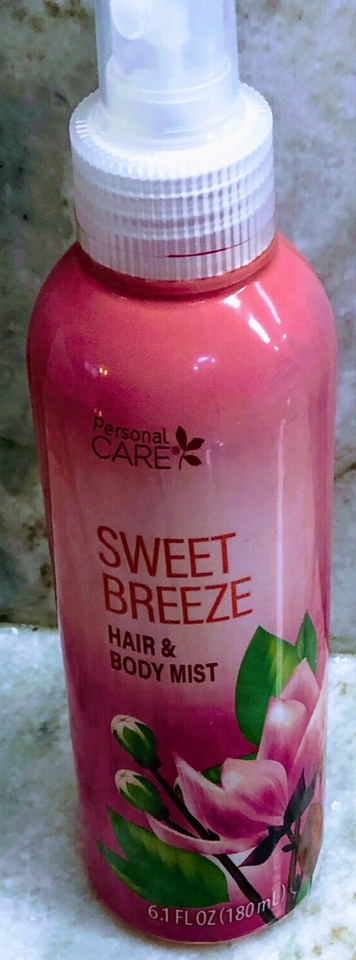 Personal
CARE
SWEET
BREEZE
HAIR &
BODY MIST
6.1 FL OZ (180 mL)